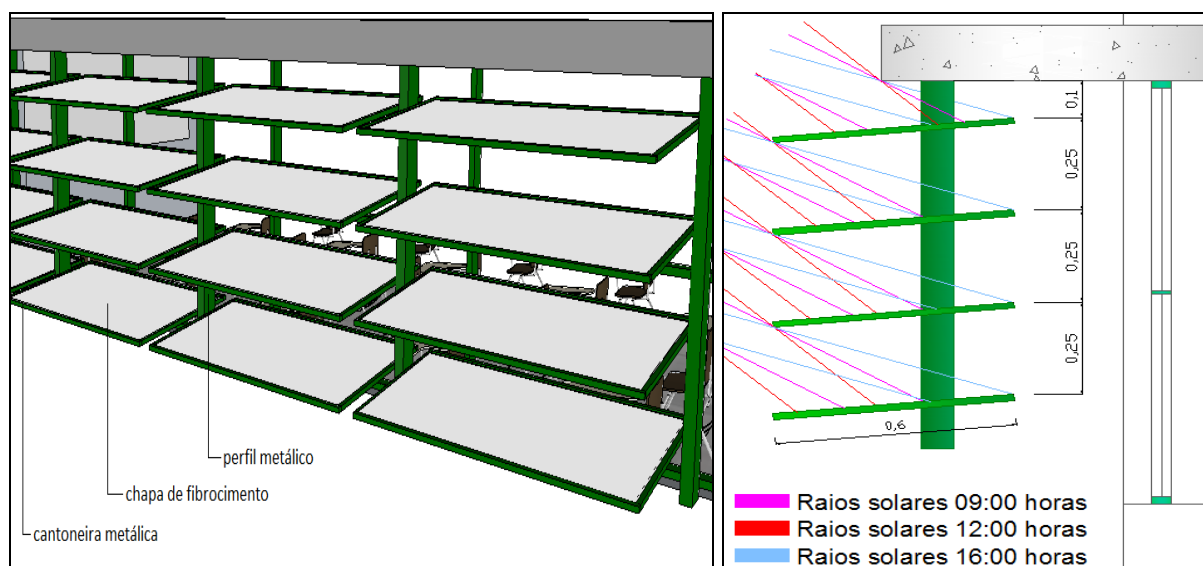 perfil metálico
chapa de fibrocimento
cantoneira metálica
0,1
0,25
0,25
0,25
0,6
Raios solares 09:00 horas
Raios solares 12:00 horas
Raios solares 16:00 horas